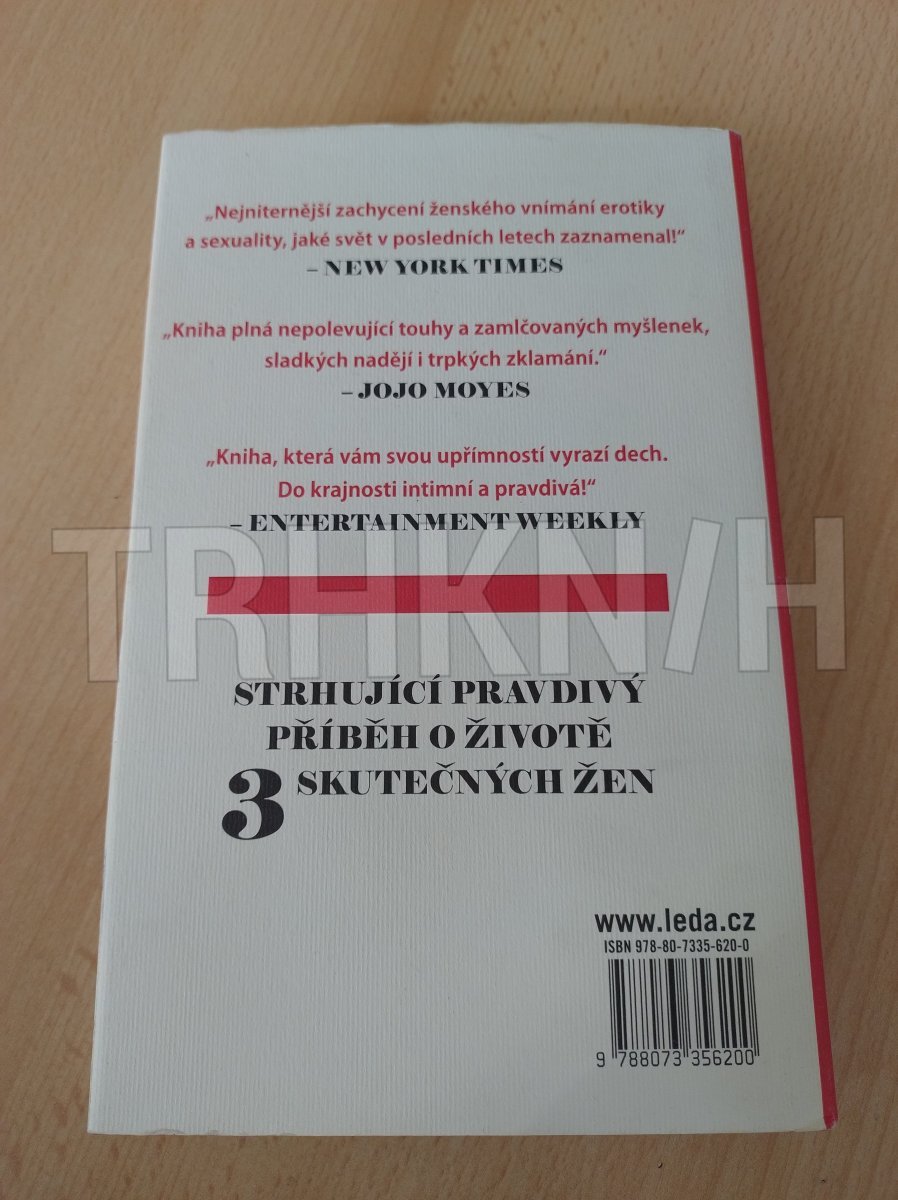 „Nejniternější zachycení ženského vnímání erotiky
a sexuality, jaké svět v posledních letech zaznamenal!“
– NEW YORK TIMES
„Kniha plná nepolevující touhy a zamlčovaných myšlenek,
sladkých nadějí i trpkých zklamání.“
– JOJO MOYES
„Kniha, která vám svou upřímností vyrazí dech.
Do krajnosti intimní a pravdivá!“
– ENTERTAINMENT WEEKLY
TRHKN/H
STRHUJÍCÍ PRAVDIVÝ
PŘÍBĚH O ŽIVOTĚ
3 SKUTEČNÝCH ŽEN
www.leda.cz
ISBN 978-80-7335-620-0
9 788073 356200